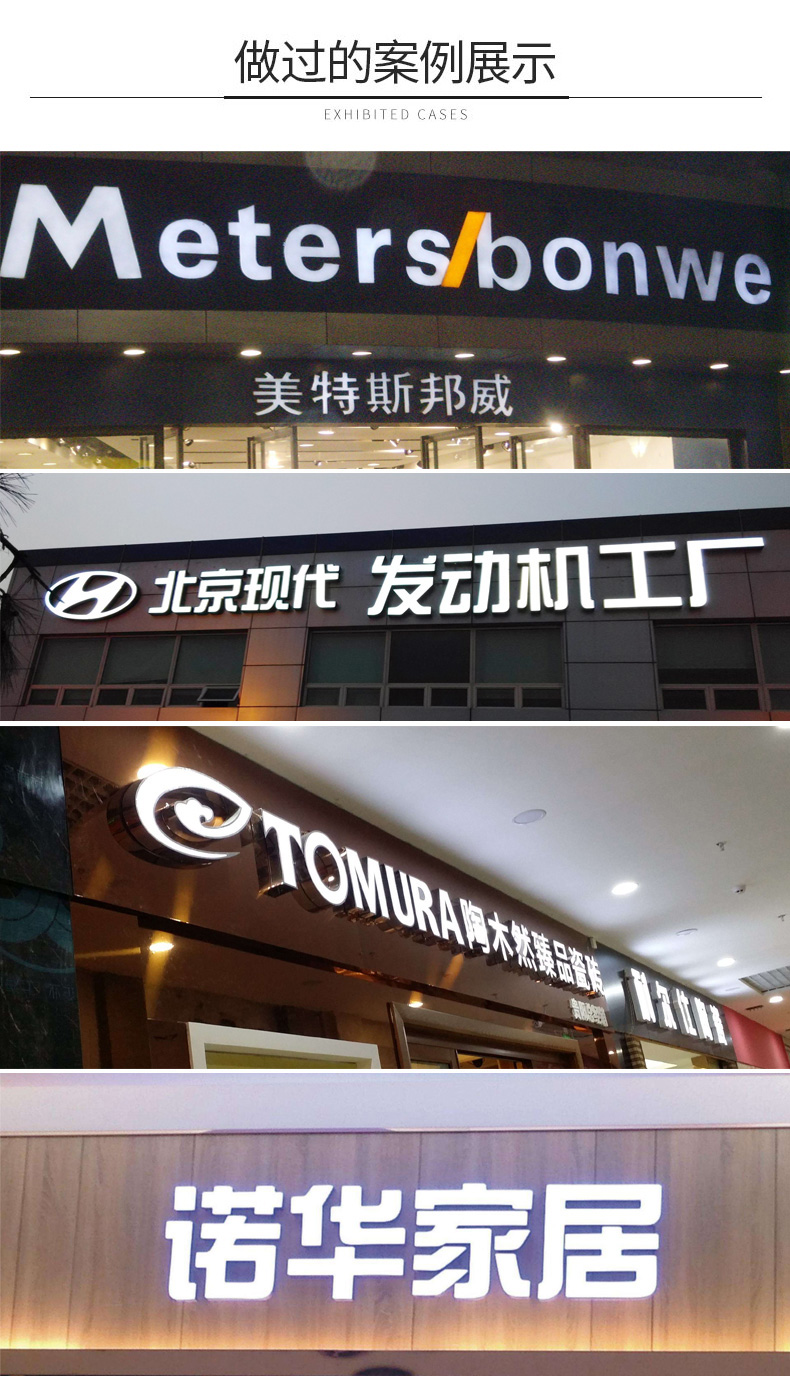 做过的案例展示
EXHIBITED CASES
Meters/bonwe
美特斯邦威
北京现代 发动机工厂
TOMURA陶木然臻品瓷砖
诺华家居